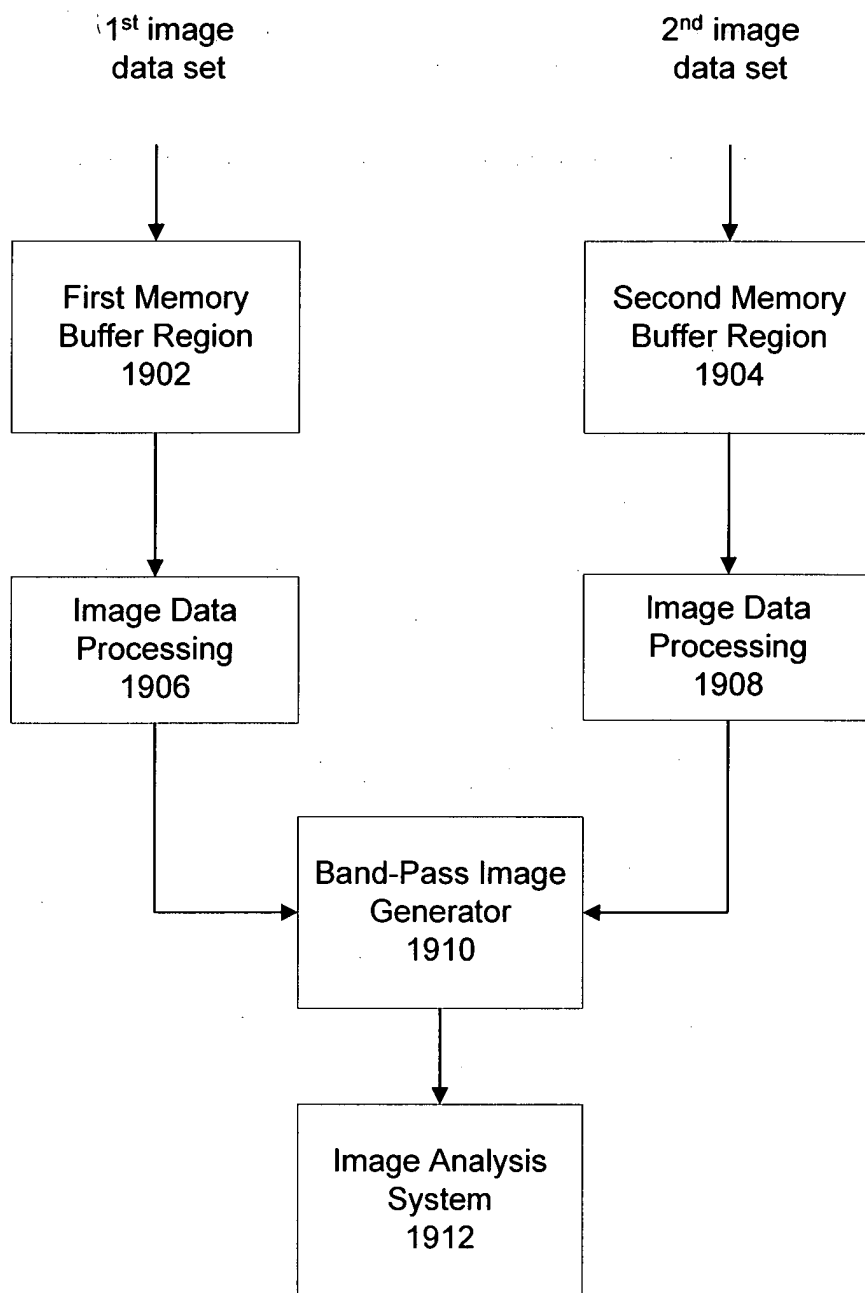 1st image
data set
2nd image
data set
First Memory
Buffer Region
1902
Second Memory
Buffer Region
1904
Image Data
Processing
1906
Image Data
Processing
1908
Band-Pass Image
Generator
1910
Image Analysis
System
1912